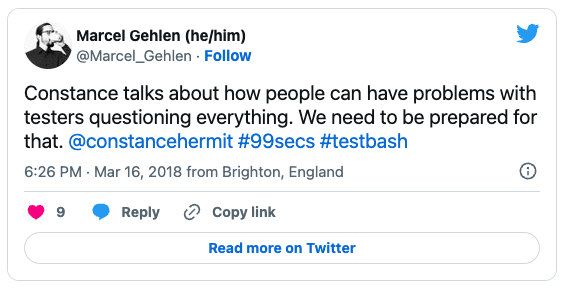 Marcel Gehlen (he/him)
@Marcel_Gehlen · Follow
Constance talks about how people can have problems with
testers questioning everything. We need to be prepared for
that. @constancehermit #99secs #testbash
6:26 PM · Mar 16, 2018 from Brighton, England
9 Reply Copy link
Read more on Twitter